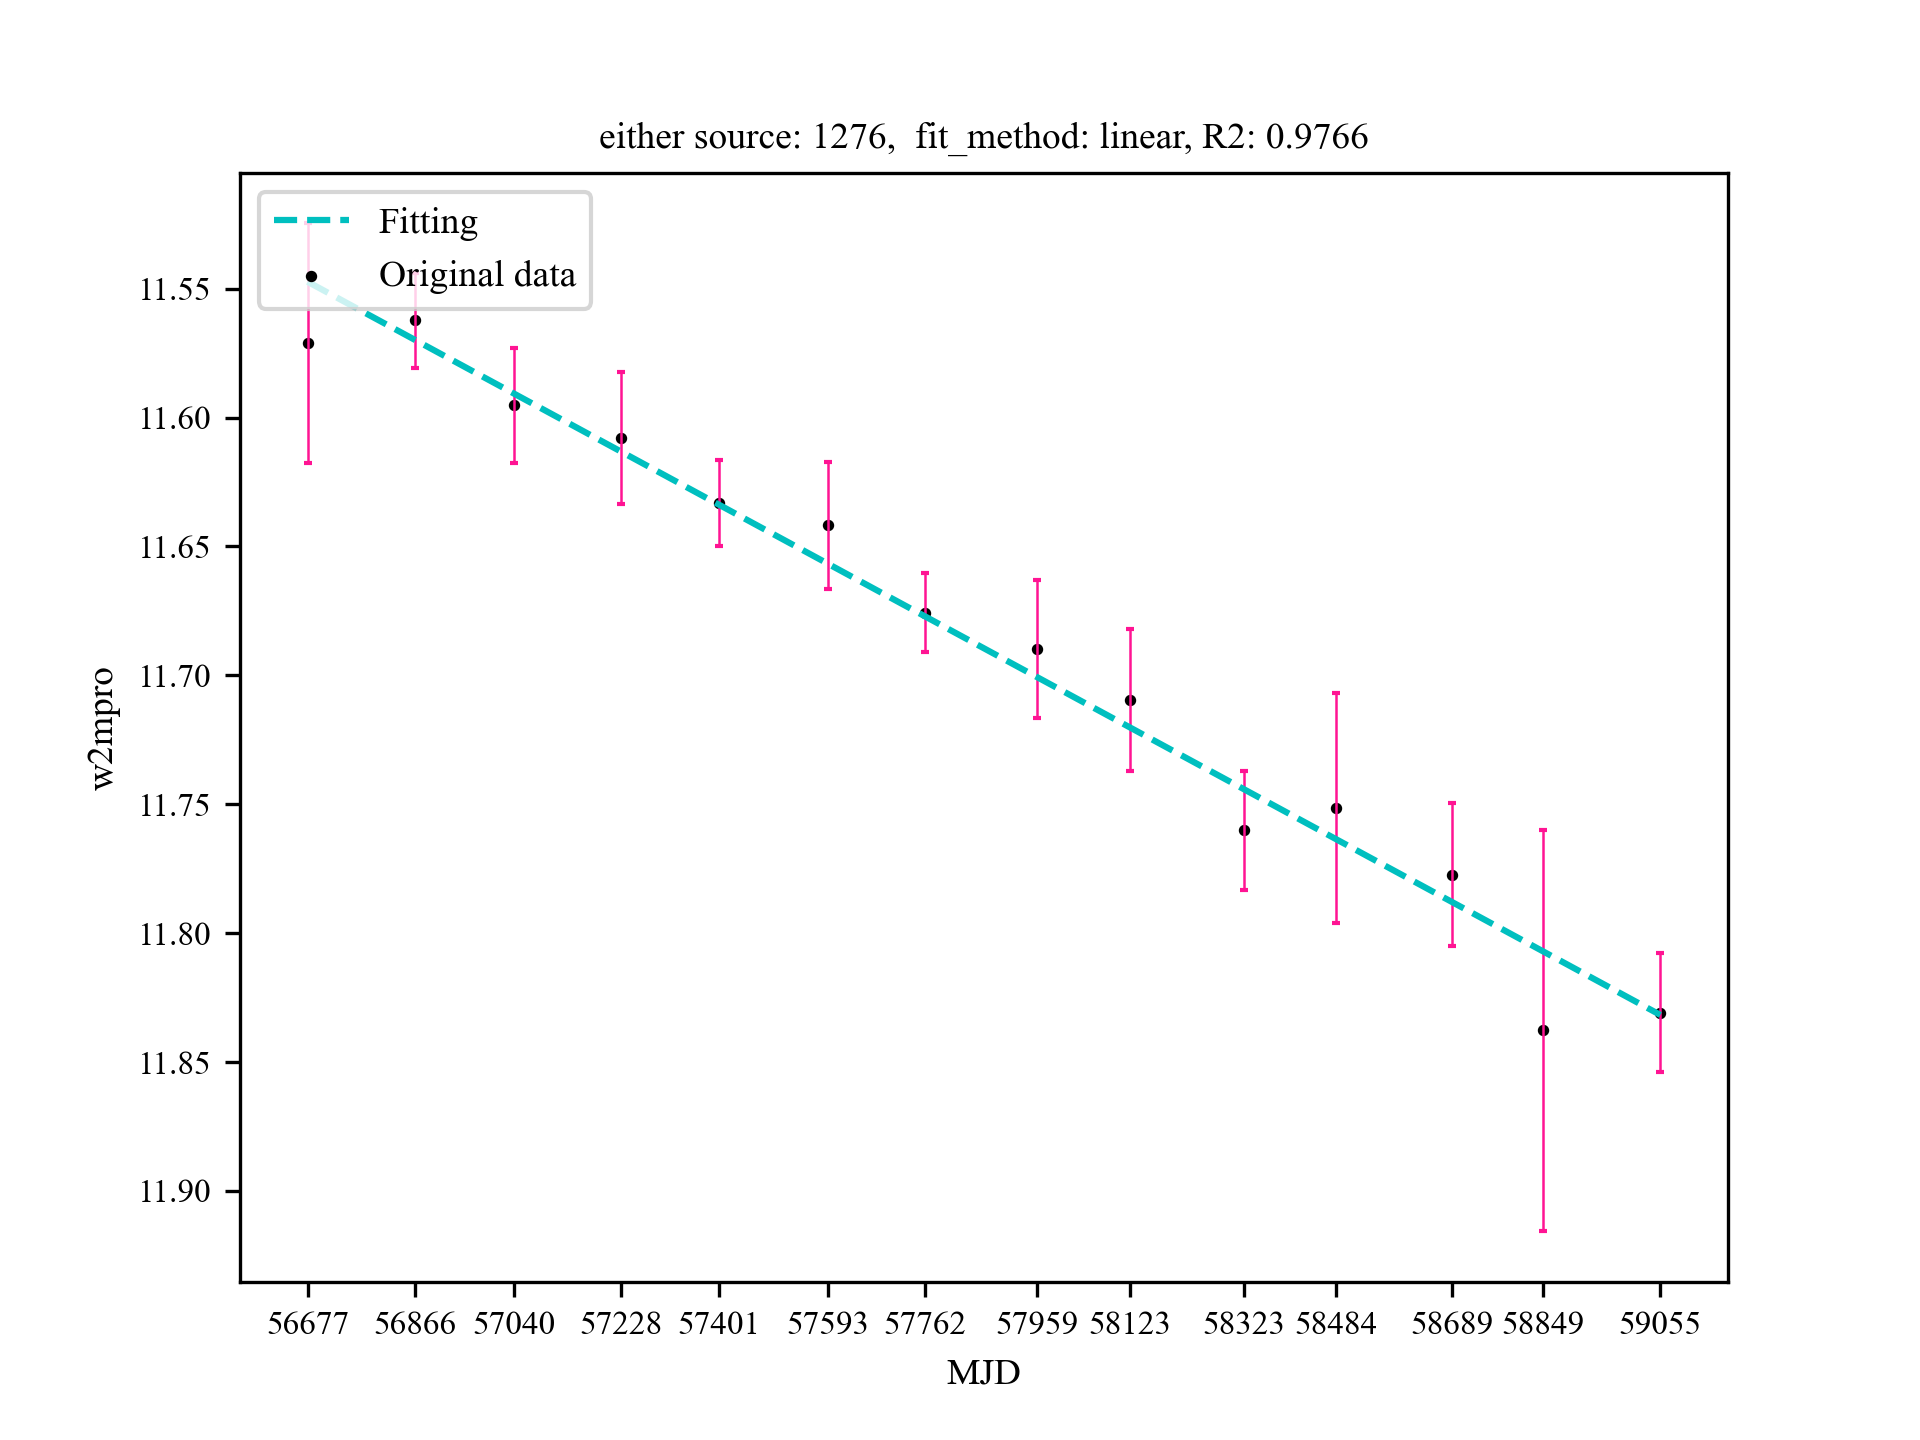 either source: 1276,  fit_method: linear, R2: 0.9766
Fitting
Original data
11.55
11.60
11.65
11.70
11.75
11.80
11.85
11.90
w2mpro
56677 56866 57040 57228 57401 57593 57762 57959 58123 58323 58484 58689 58849 59055
MJD